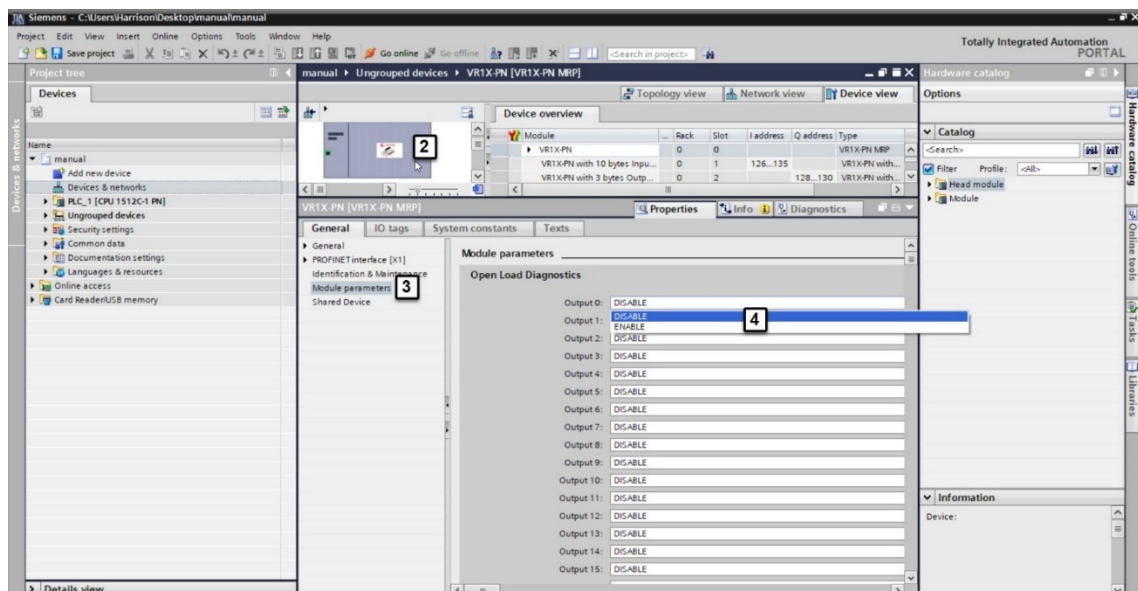 Siemens - C:\Users\Harrison\Desktop\manual\manual
Project Edit View Insert Online Options Tools Window Help
Totally Integrated Automation
PORTAL
Save project Go online Go offline <Search in project>
Project tree
Devices
Name
manual
Add new device
Devices & networks
PLC_1 [CPU 1512C-1 PN]
Ungrouped devices
Security settings
Common data
Documentation settings
Languages & resources
Online access
Card Reader/USB memory
Details view
Devices & networks
manual ▸ Ungrouped devices ▸ VR1X-PN [VR1X-PN MRP]
Topology view Network view Device view
2
Device overview
Module ... Rack Slot I address Q address Type
VR1X-PN 0 0 VR1X-PN MRP
VR1X-PN with 10 bytes Inpu... 0 1 126...135 VR1X-PN with...
VR1X-PN with 3 bytes Outp... 0 2 128...130 VR1X-PN with...
VR1X-PN [VR1X-PN MRP]
Properties Info Diagnostics
General IO tags System constants Texts
General
PROFINET interface [X1]
Identification & Maintenance
Module parameters 3
Shared Device
Module parameters
Open Load Diagnostics
Output 0: DISABLE
DISABLE
ENABLE
4
Output 1:
Output 2: DISABLE
Output 3: DISABLE
Output 4: DISABLE
Output 5: DISABLE
Output 6: DISABLE
Output 7: DISABLE
Output 8: DISABLE
Output 9: DISABLE
Output 10: DISABLE
Output 11: DISABLE
Output 12: DISABLE
Output 13: DISABLE
Output 14: DISABLE
Output 15: DISABLE
Hardware catalog
Options
Catalog
<Search>
Filter Profile: <All>
Head module
Module
Information
Device:
Hardware catalog
Online tools
Tasks
Libraries